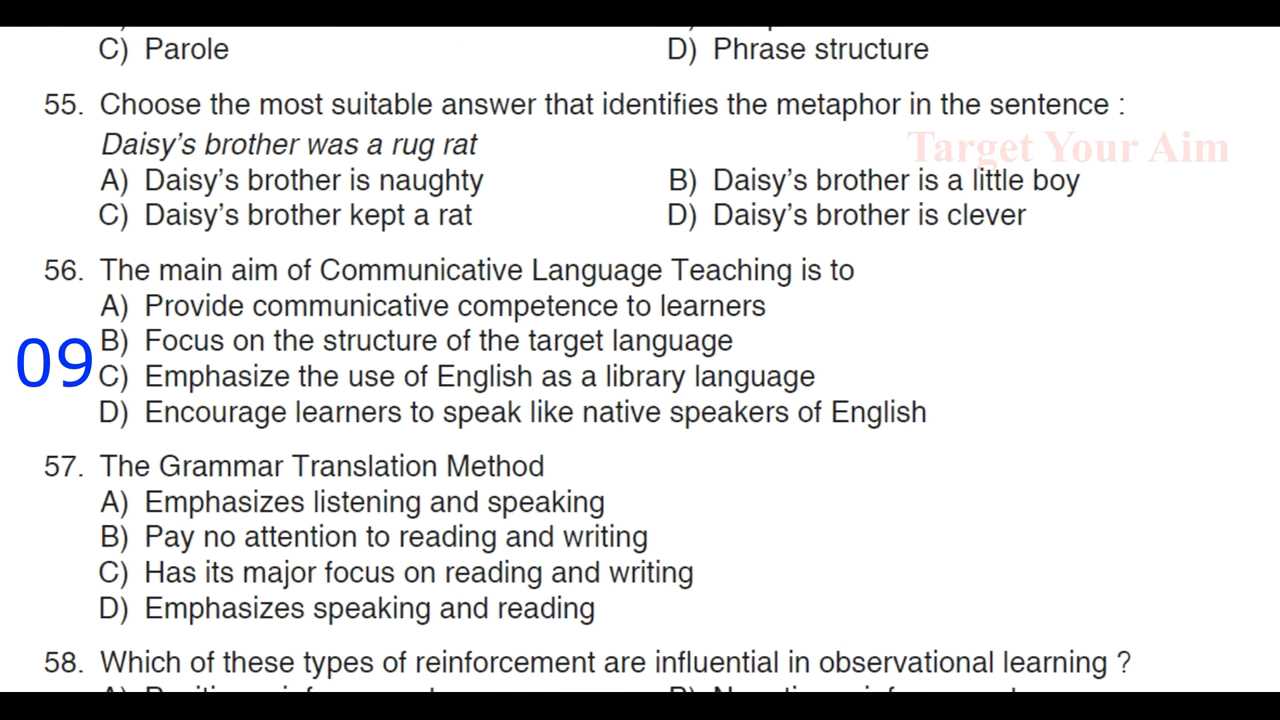 C) Parole
D) Phrase structure
55. Choose the most suitable answer that identifies the metaphor in the sentence :
Daisy's brother was a rug rat
Target Your Aim
A) Daisy's brother is naughty
B) Daisy's brother is a little boy
C) Daisy's brother kept a rat
D) Daisy's brother is clever
56. The main aim of Communicative Language Teaching is to
A) Provide communicative competence to learners
B) Focus on the structure of the target language
09
C) Emphasize the use of English as a library language
D) Encourage learners to speak like native speakers of English
57. The Grammar Translation Method
A) Emphasizes listening and speaking
B) Pay no attention to reading and writing
C) Has its major focus on reading and writing
D) Emphasizes speaking and reading
58. Which of these types of reinforcement are influential in observational learning ?